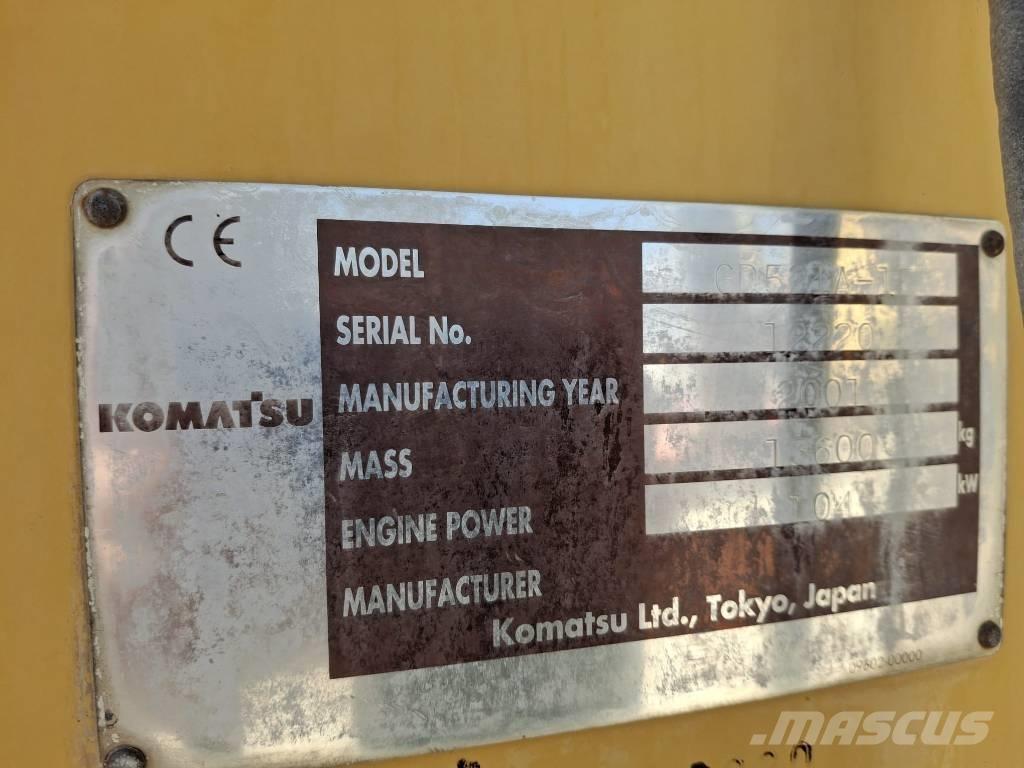 CE
KOMATSU
MODEL
SERIAL No.
MANUFACTURING YEAR 2001
MASS kg
ENGINE POWER kW
MANUFACTURER
Komatsu Ltd., Tokyo, Japan
MASCUS